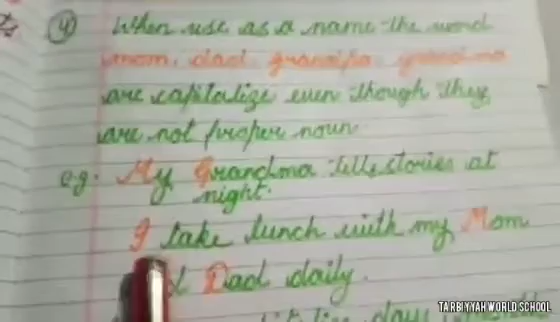 ④ When use as a name the word
mom, dad, grandpa, grandma
are capitalize even though they
are not proper noun
e.g. My Grandma tells stories at
night.
I take lunch with my Mom
Dad daily.
TARBIYYAH WORLD SCHOOL